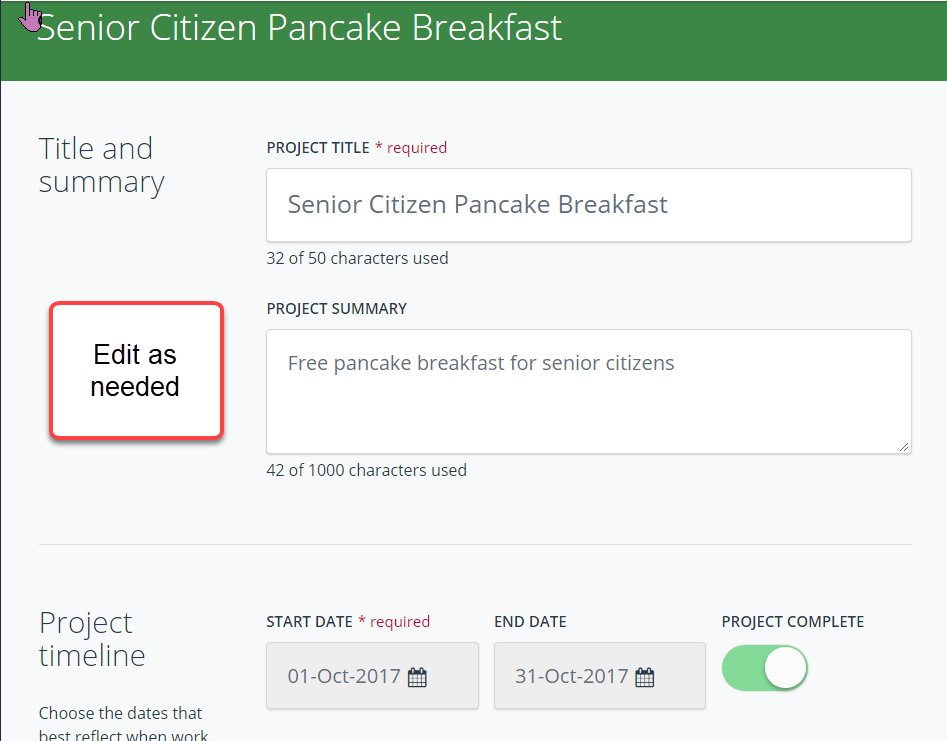 Senior Citizen Pancake Breakfast
Title and
summary
PROJECT TITLE * required
Senior Citizen Pancake Breakfast
32 of 50 characters used
PROJECT SUMMARY
Edit as
needed
Free pancake breakfast for senior citizens
42 of 1000 characters used
Project
timeline
START DATE * required
END DATE
PROJECT COMPLETE
01-Oct-2017
31-Oct-2017
Choose the dates that
best reflect when work